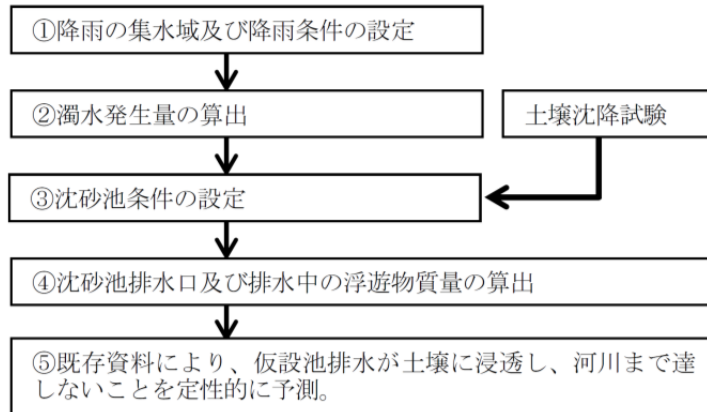 ①降雨の集水域及び降雨条件の設定
②濁水発生量の算出
土壌沈降試験
③沈砂池条件の設定
④沈砂池排水口及び排水中の浮遊物質量の算出
⑤既存資料により、仮設池排水が土壌に浸透し、河川まで達
しないことを定性的に予測。